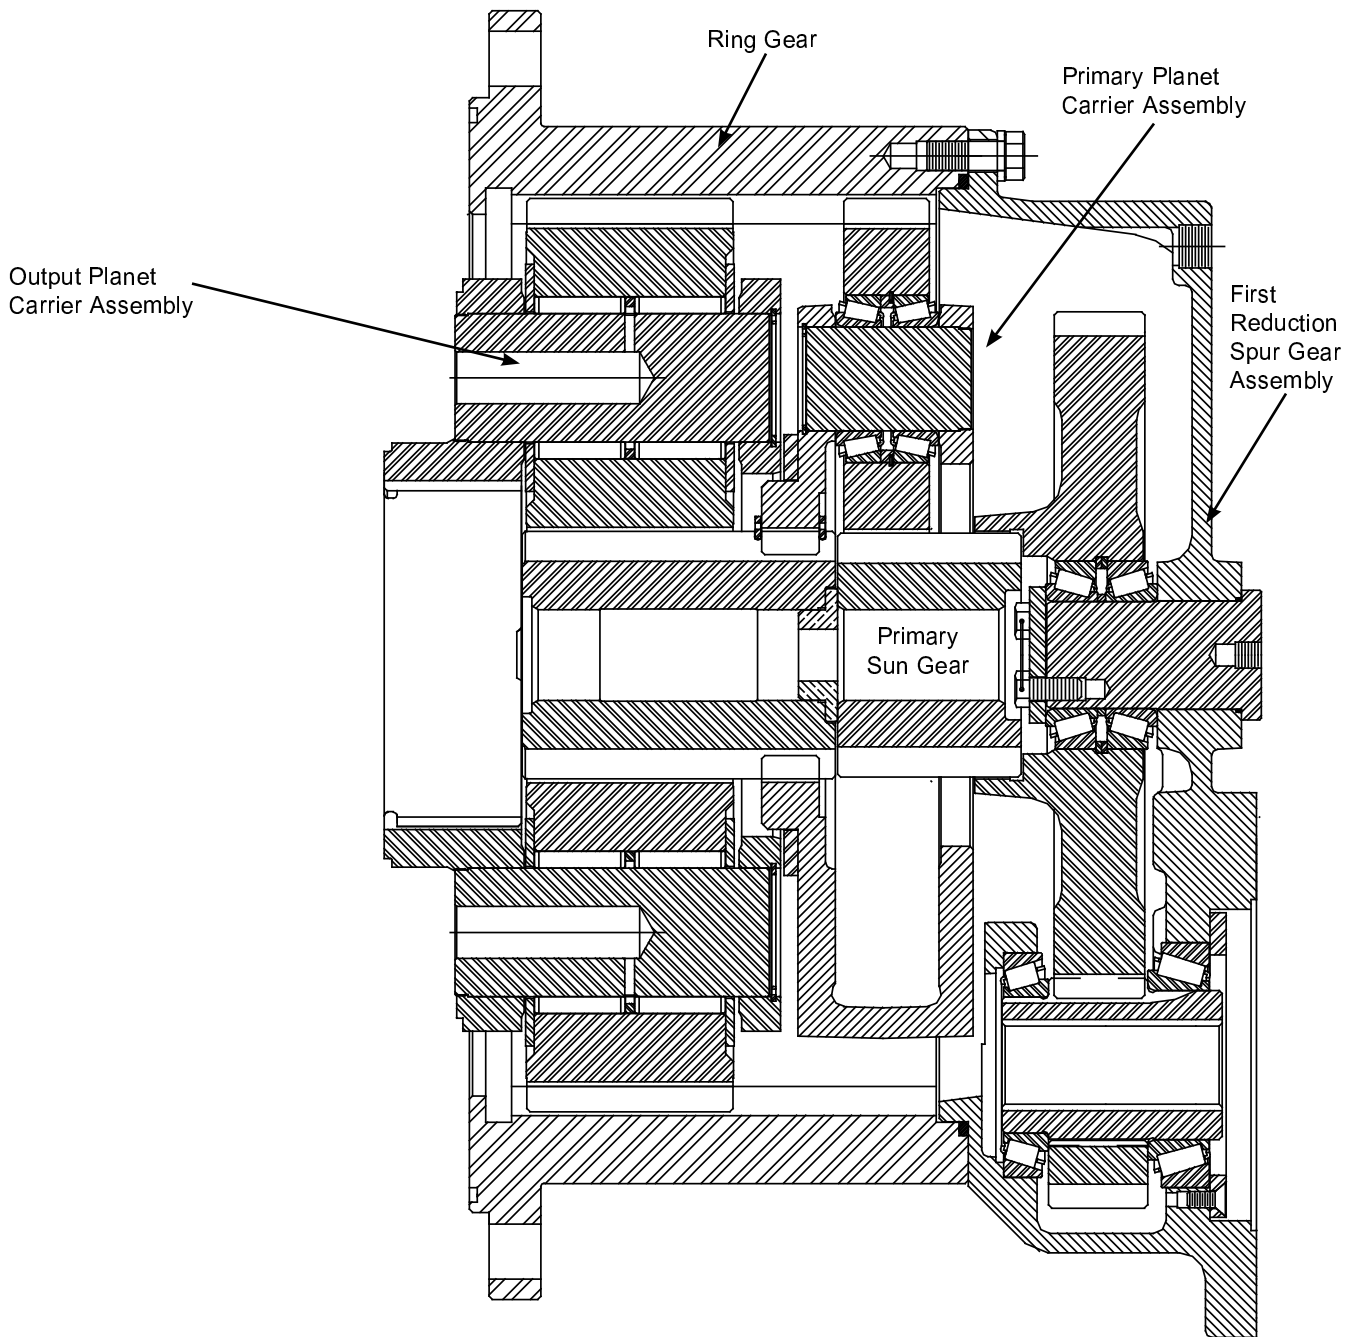 Ring Gear
Primary Planet
Carrier Assembly
Output Planet
Carrier Assembly
First
Reduction
Spur Gear
Assembly
Primary
Sun Gear